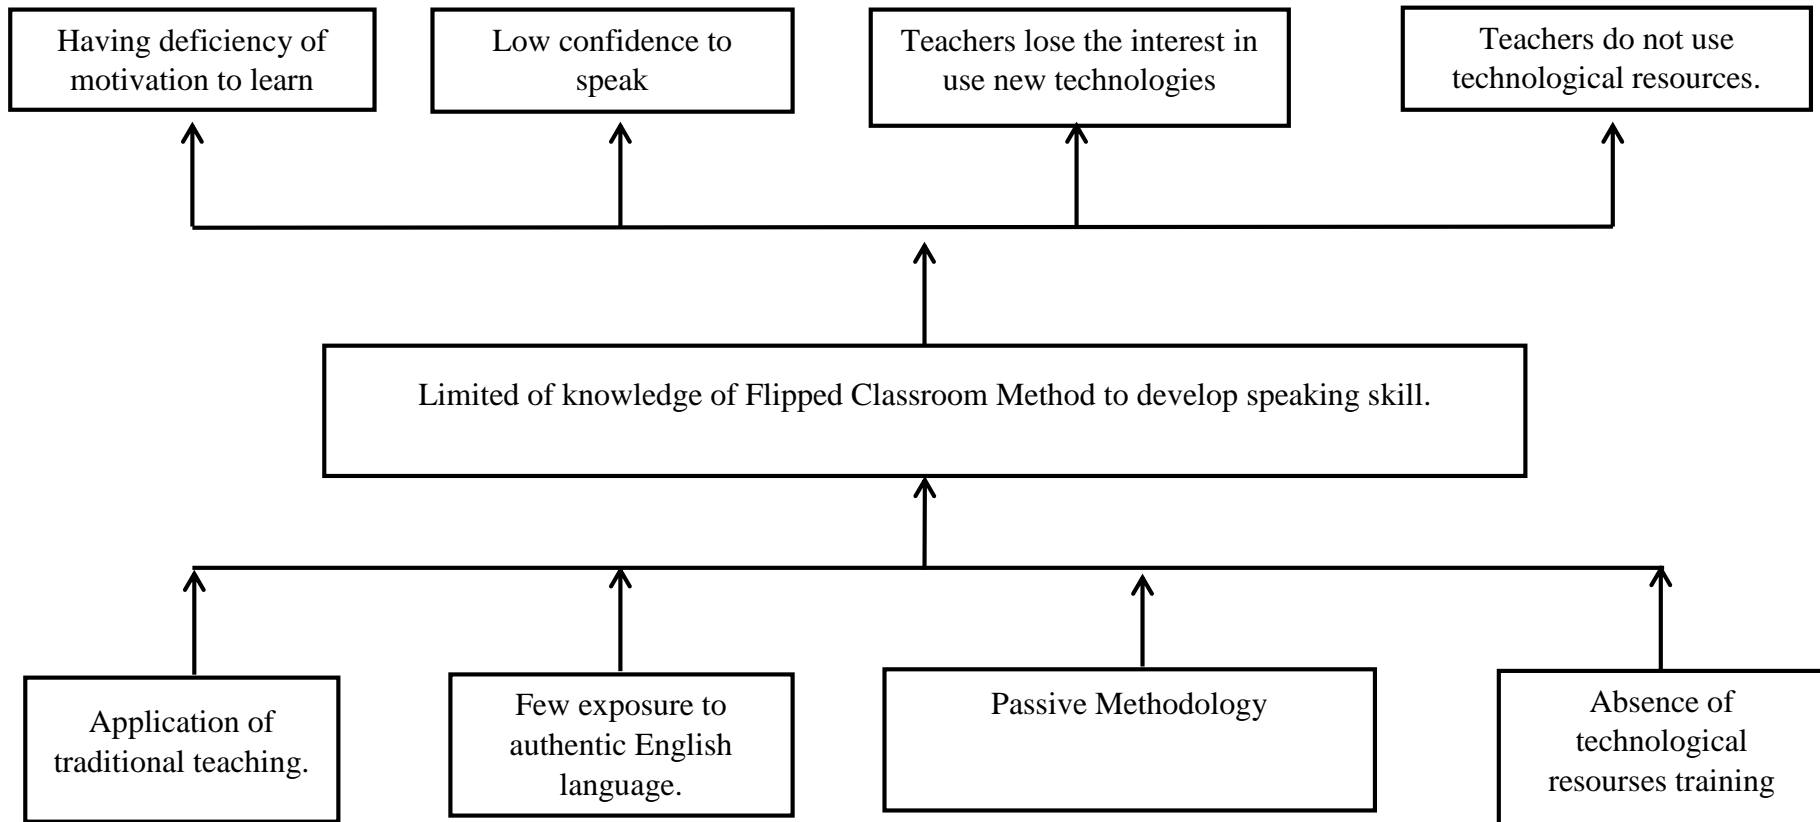 Having deficiency of
motivation to learn
Low confidence to
speak
Teachers lose the interest in
use new technologies
Teachers do not use
technological resources.
Limited of knowledge of Flipped Classroom Method to develop speaking skill.
Application of
traditional teaching.
Few exposure to
authentic English
language.
Passive Methodology
Absence of
technological
resourses training